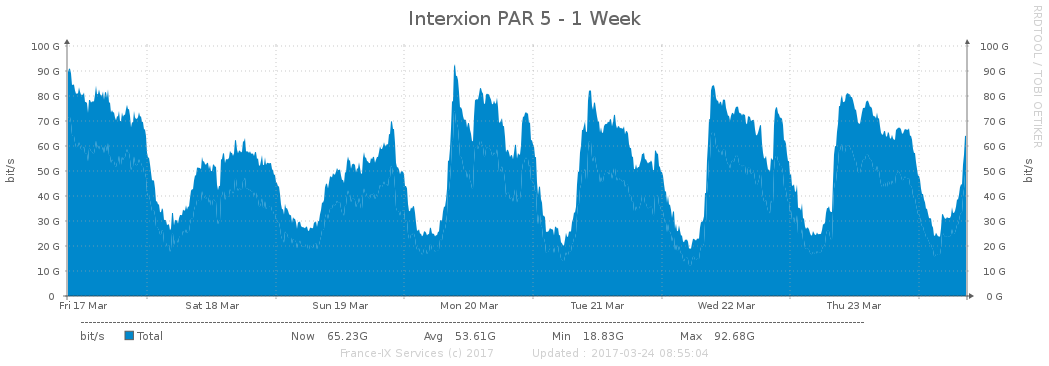 Interxion PAR 5 - 1 Week
RRDTOOL / TOBI OETIKER
bit/s
100 G 100 G
90 G 90 G
80 G 80 G
70 G 70 G
60 G 60 G
50 G 50 G
40 G 40 G
30 G 30 G
20 G 20 G
10 G 10 G
0 0 G
bit/s
Fri 17 Mar Sat 18 Mar Sun 19 Mar Mon 20 Mar Tue 21 Mar Wed 22 Mar Thu 23 Mar
bit/s Total Now 65.23G Avg 53.61G Min 18.83G Max 92.68G
France-IX Services (c) 2017 Updated : 2017-03-24 08:55:04